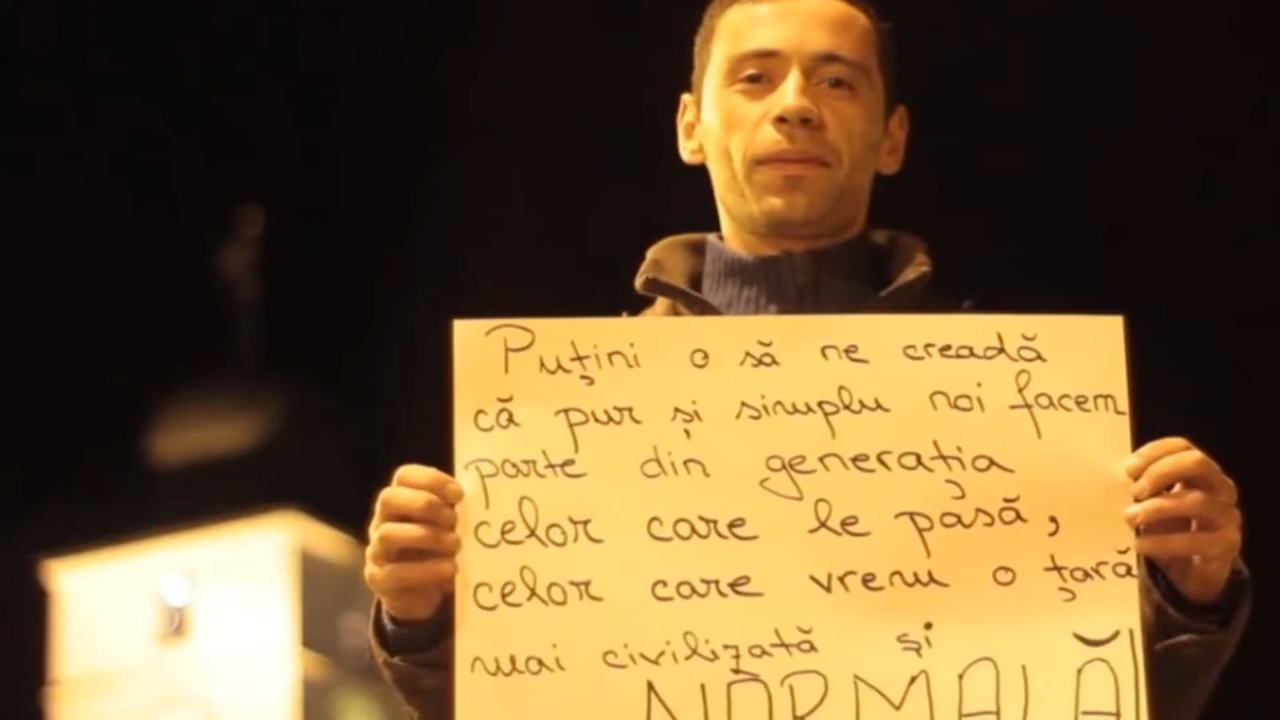 Puțini o să ne creadă
că pur și simplu noi facem
parte din generația
celor care le pasă,
celor care vrem o țară
mai civilizată și
NORMALĂ